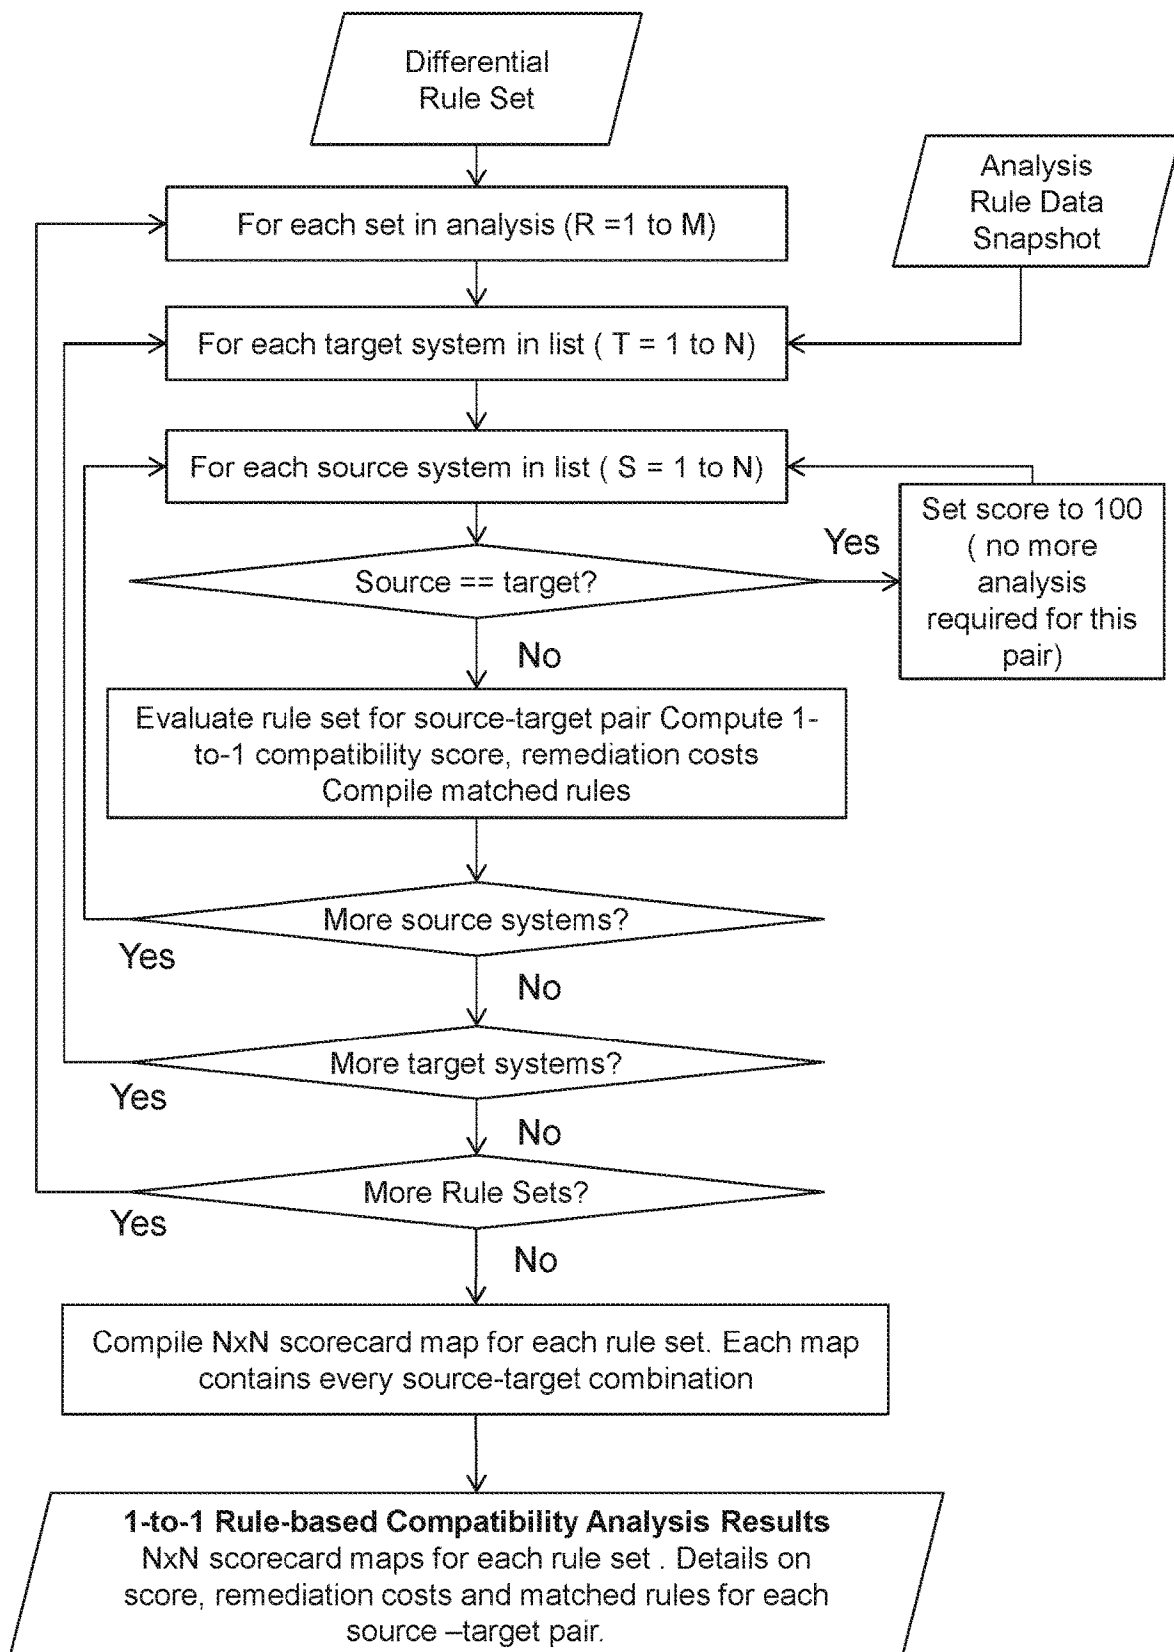 Differential
Rule Set
Analysis
Rule Data
Snapshot
For each set in analysis (R =1 to M)
For each target system in list ( T = 1 to N)
For each source system in list ( S = 1 to N)
Set score to 100
( no more
analysis
required for this
pair)
Yes
Source == target?
No
Evaluate rule set for source-target pair Compute 1-
to-1 compatibility score, remediation costs
Compile matched rules
More source systems?
Yes
No
More target systems?
Yes
No
More Rule Sets?
Yes
No
Compile NxN scorecard map for each rule set. Each map
contains every source-target combination
1-to-1 Rule-based Compatibility Analysis Results
NxN scorecard maps for each rule set . Details on
score, remediation costs and matched rules for each
source –target pair.